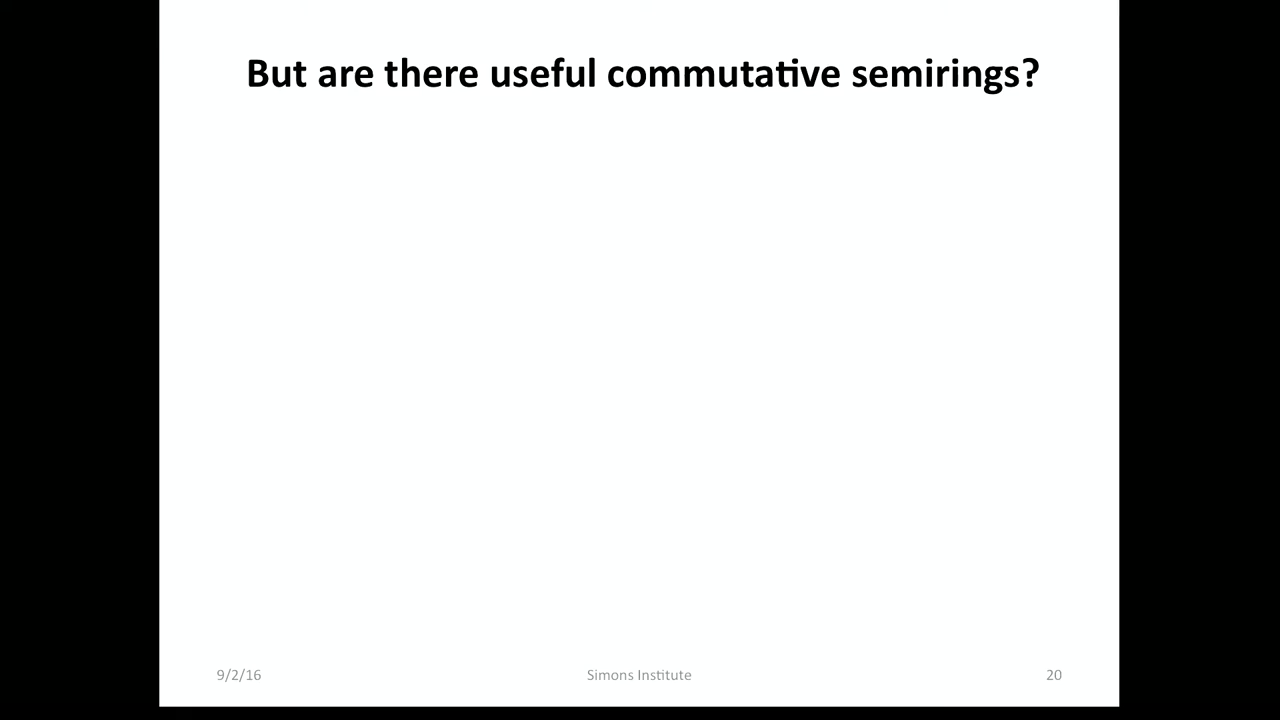 But are there useful commutative semirings?
9/2/16
Simons Institute
20